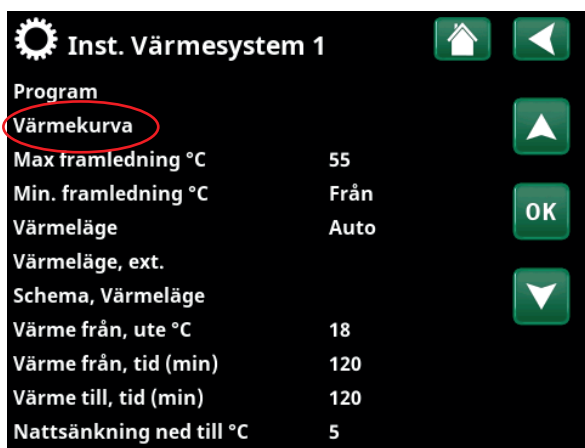 Inst. Värmesystem 1
Program
Värmekurva
Max framledning °C 55
Min. framledning °C Från
Värmeläge Auto
Värmeläge, ext.
Schema, Värmeläge
Värme från, ute °C 18
Värme från, tid (min) 120
Värme till, tid (min) 120
Nattsänkning ned till °C 5
OK